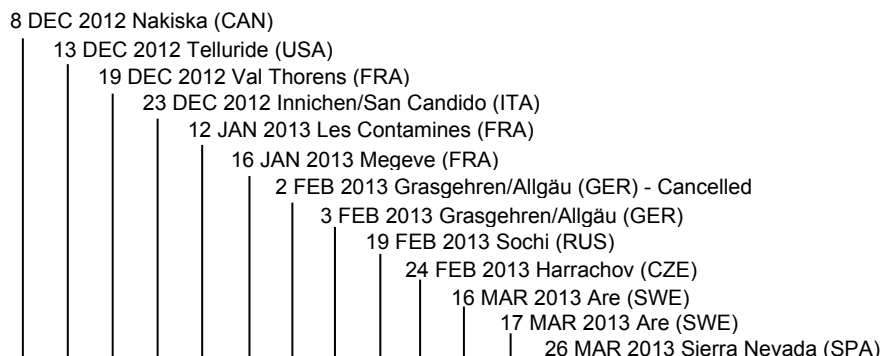 8 DEC 2012 Nakiska (CAN)
13 DEC 2012 Telluride (USA)
19 DEC 2012 Val Thorens (FRA)
23 DEC 2012 Innichen/San Candido (ITA)
12 JAN 2013 Les Contamines (FRA)
16 JAN 2013 Megeve (FRA)
2 FEB 2013 Grasgehren/Allgäu (GER) - Cancelled
3 FEB 2013 Grasgehren/Allgäu (GER)
19 FEB 2013 Sochi (RUS)
24 FEB 2013 Harrachov (CZE)
16 MAR 2013 Are (SWE)
17 MAR 2013 Are (SWE)
26 MAR 2013 Sierra Nevada (SPA)